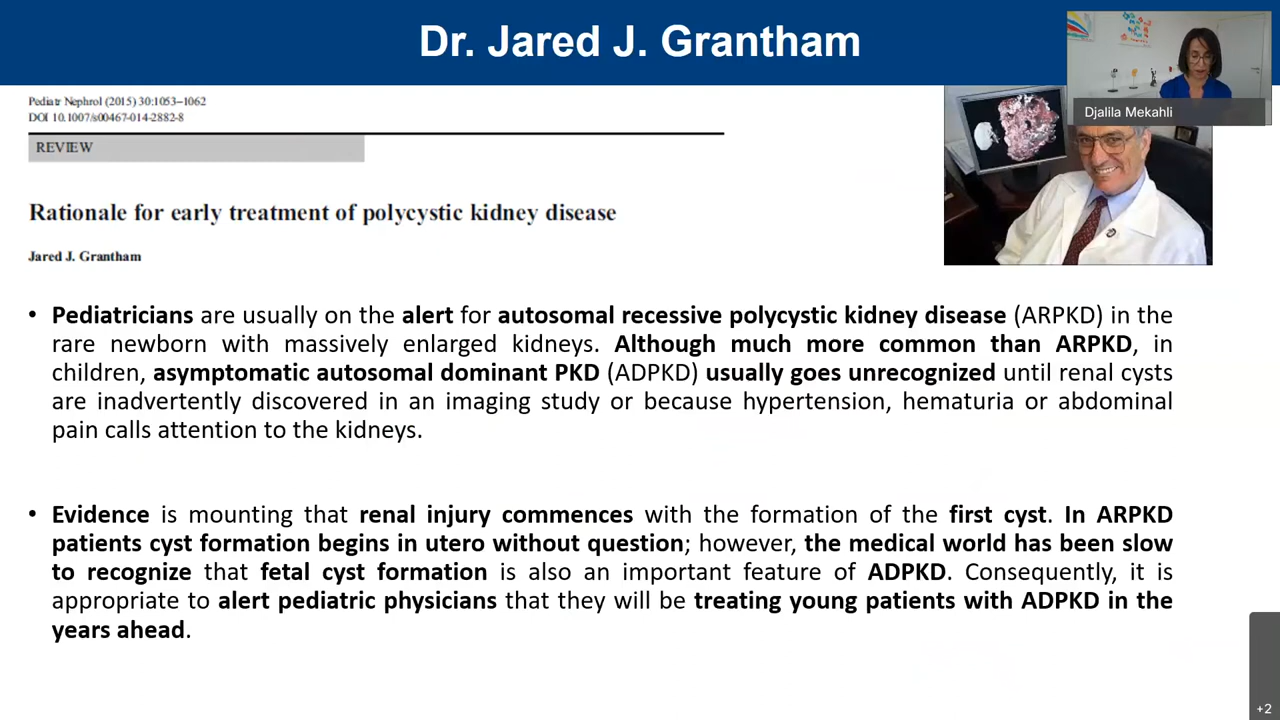 Dr. Jared J. Grantham
Djalila Mekahli
Pediatr Nephrol (2015) 30:1053–1062
DOI 10.1007/s00467-014-2882-8
REVIEW
Rationale for early treatment of polycystic kidney disease
Jared J. Grantham
• Pediatricians are usually on the alert for autosomal recessive polycystic kidney disease (ARPKD) in the
rare newborn with massively enlarged kidneys. Although much more common than ARPKD, in
children, asymptomatic autosomal dominant PKD (ADPKD) usually goes unrecognized until renal cysts
are inadvertently discovered in an imaging study or because hypertension, hematuria or abdominal
pain calls attention to the kidneys.
• Evidence is mounting that renal injury commences with the formation of the first cyst. In ARPKD
patients cyst formation begins in utero without question; however, the medical world has been slow
to recognize that fetal cyst formation is also an important feature of ADPKD. Consequently, it is
appropriate to alert pediatric physicians that they will be treating young patients with ADPKD in the
years ahead.
+2